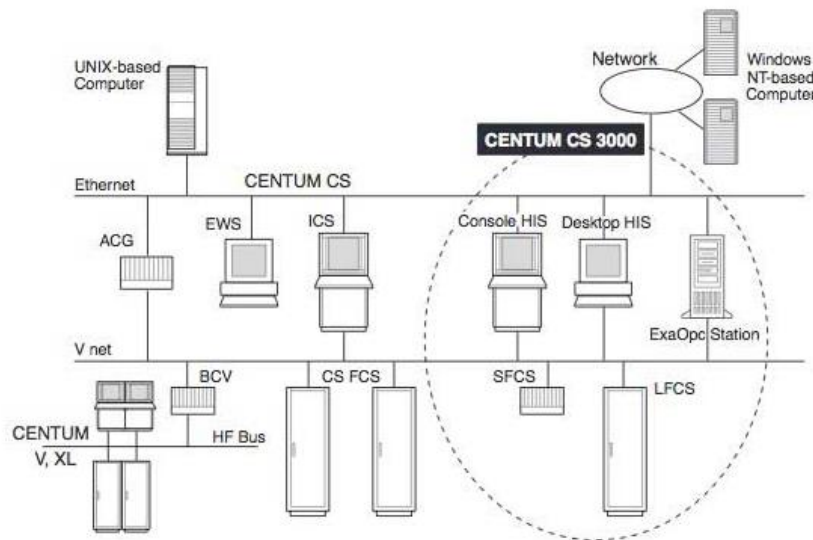 UNIX-based
Computer
Network
Windows
NT-based
Computer
CENTUM CS 3000
Ethernet
CENTUM CS
ACG
EWS
ICS
Console HIS
Desktop HIS
ExaOpc Station
V net
BCV
CS FCS
SFCS
LFCS
CENTUM
V, XL
HF Bus